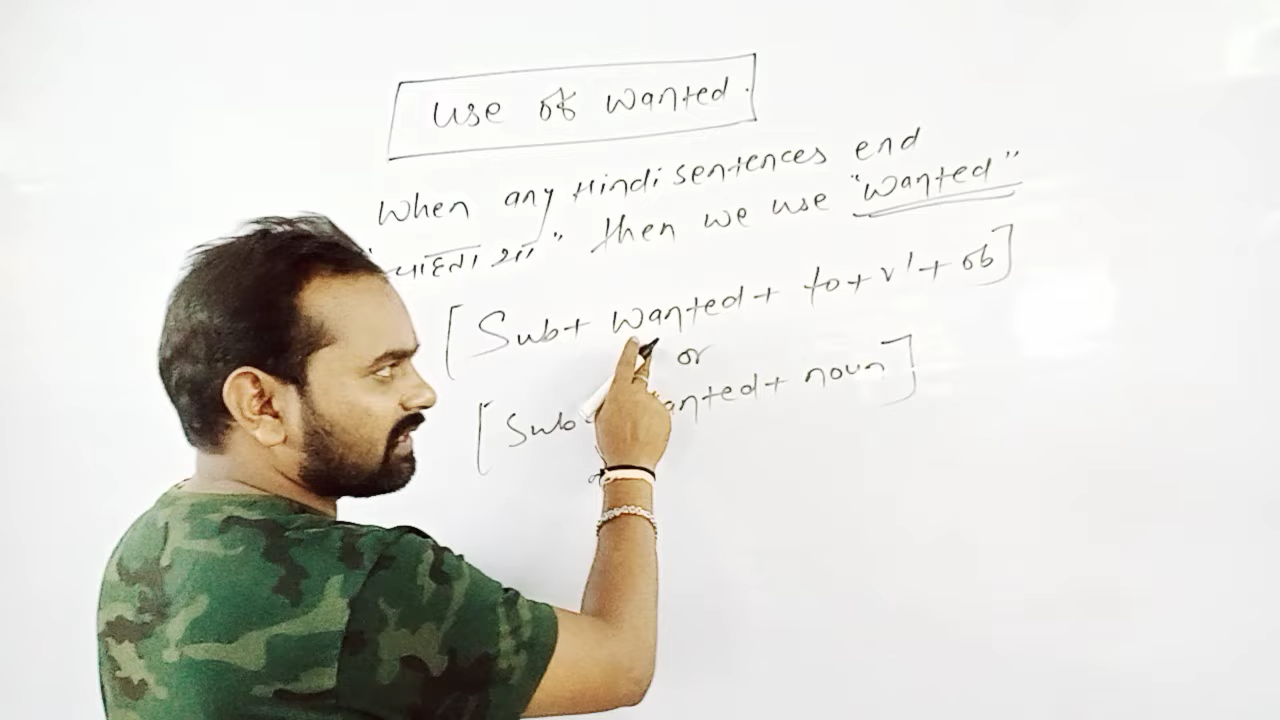 Use of wanted.
When any Hindi sentences end
"चाहता था" then we use "Wanted"
[Sub+ wanted + to + v¹ + ob]
or
[Sub anted + noun]